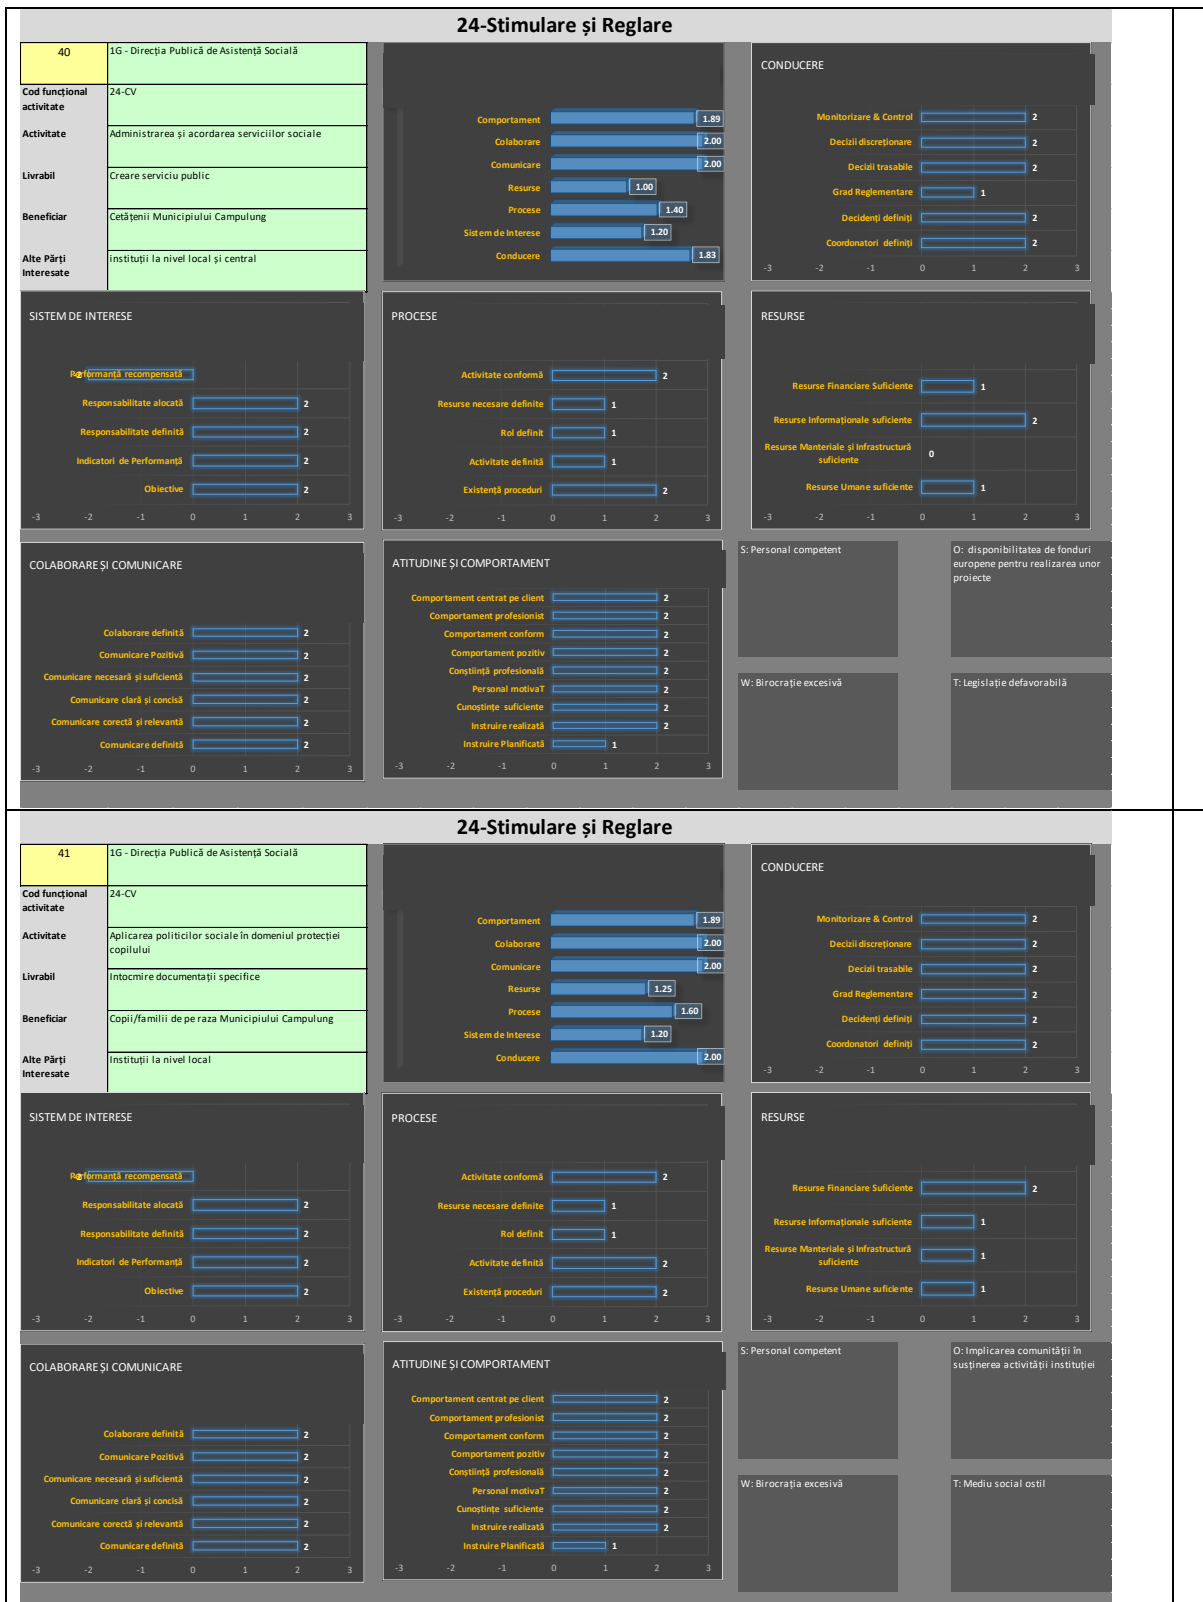 24-Stimulare și Reglare
40
1G - Direcția Publică de Asistență Socială
Cod funcțional
activitate
24-CV
Activitate
Administrarea și acordarea serviciilor sociale
Livrabil
Creare serviciu public
Beneficiar
Cetățenii Municipiului Campulung
Alte Părți
Interesate
instituții la nivel local și central
Comportament 1.89
Colaborare 2.00
Comunicare 2.00
Resurse 1.00
Procese 1.40
Sistem de Interese 1.20
Conducere 1.83
CONDUCERE
Monitorizare & Control 2
Decizii discreționare 2
Decizii trasabile 2
Grad Reglementare 1
Decidenți definiți 2
Coordonatori definiți 2
-3 -2 -1 0 1 2 3
SISTEM DE INTERESE
Performanță recompensată -2
Responsabilitate alocată 2
Responsabilitate definită 2
Indicatori de Performanță 2
Obiective 2
-3 -2 -1 0 1 2 3
PROCESE
Activitate conformă 2
Resurse necesare definite 1
Rol definit 1
Activitate definită 1
Existență proceduri 2
-3 -2 -1 0 1 2 3
RESURSE
Resurse Financiare Suficiente 1
Resurse Informaționale suficiente 2
Resurse Manteriale și Infrastructură
suficiente 0
Resurse Umane suficiente 1
-3 -2 -1 0 1 2 3
COLABORARE ȘI COMUNICARE
Colaborare definită 2
Comunicare Pozitivă 2
Comunicare necesară și suficientă 2
Comunicare clară și concisă 2
Comunicare corectă și relevantă 2
Comunicare definită 2
-3 -2 -1 0 1 2 3
ATITUDINE ȘI COMPORTAMENT
Comportament centrat pe client 2
Comportament profesionist 2
Comportament conform 2
Comportament pozitiv 2
Conștiință profesională 2
Personal motivaT 2
Cunoștințe suficiente 2
Instruire realizată 2
Instruire Planificată 1
-3 -2 -1 0 1 2 3
S: Personal competent
O: disponibilitatea de fonduri
europene pentru realizarea unor
proiecte
W: Birocrație excesivă
T: Legislație defavorabilă
24-Stimulare și Reglare
41
1G - Direcția Publică de Asistență Socială
Cod funcțional
activitate
24-CV
Activitate
Aplicarea politicilor sociale în domeniul protecției
copilului
Livrabil
Intocmire documentații specifice
Beneficiar
Copii/familii de pe raza Municipiului Campulung
Alte Părți
Interesate
Instituții la nivel local
Comportament 1.89
Colaborare 2.00
Comunicare 2.00
Resurse 1.25
Procese 1.60
Sistem de Interese 1.20
Conducere 2.00
CONDUCERE
Monitorizare & Control 2
Decizii discreționare 2
Decizii trasabile 2
Grad Reglementare 2
Decidenți definiți 2
Coordonatori definiți 2
-3 -2 -1 0 1 2 3
SISTEM DE INTERESE
Performanță recompensată -2
Responsabilitate alocată 2
Responsabilitate definită 2
Indicatori de Performanță 2
Obiective 2
-3 -2 -1 0 1 2 3
PROCESE
Activitate conformă 2
Resurse necesare definite 1
Rol definit 1
Activitate definită 2
Existență proceduri 2
-3 -2 -1 0 1 2 3
RESURSE
Resurse Financiare Suficiente 2
Resurse Informaționale suficiente 1
Resurse Manteriale și Infrastructură
suficiente 1
Resurse Umane suficiente 1
-3 -2 -1 0 1 2 3
COLABORARE ȘI COMUNICARE
Colaborare definită 2
Comunicare Pozitivă 2
Comunicare necesară și suficientă 2
Comunicare clară și concisă 2
Comunicare corectă și relevantă 2
Comunicare definită 2
-3 -2 -1 0 1 2 3
ATITUDINE ȘI COMPORTAMENT
Comportament centrat pe client 2
Comportament profesionist 2
Comportament conform 2
Comportament pozitiv 2
Conștiință profesională 2
Personal motivaT 2
Cunoștințe suficiente 2
Instruire realizată 2
Instruire Planificată 1
-3 -2 -1 0 1 2 3
S: Personal competent
O: Implicarea comunității în
susținerea activității instituției
W: Birocrația excesivă
T: Mediu social ostil